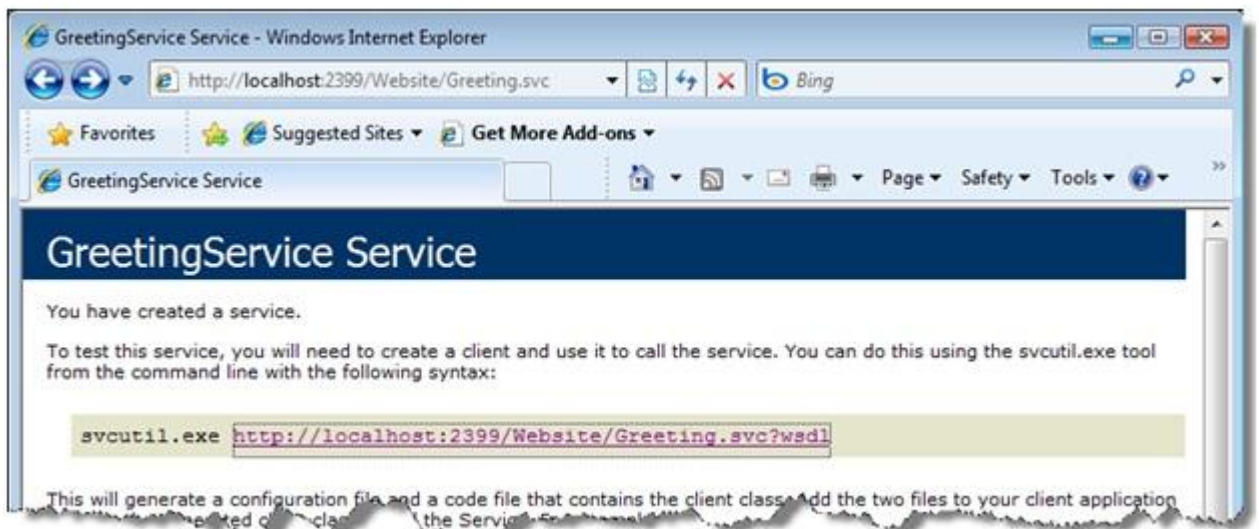 GreetingService Service - Windows Internet Explorer
http://localhost:2399/Website/Greeting.svc
Bing
Favorites
Suggested Sites
Get More Add-ons
GreetingService Service
Page
Safety
Tools
GreetingService Service
You have created a service.
To test this service, you will need to create a client and use it to call the service. You can do this using the svcutil.exe tool
from the command line with the following syntax:
svcutil.exe http://localhost:2399/Website/Greeting.svc?wsdl
This will generate a configuration file and a code file that contains the client class. Add the two files to your client application
the Service.